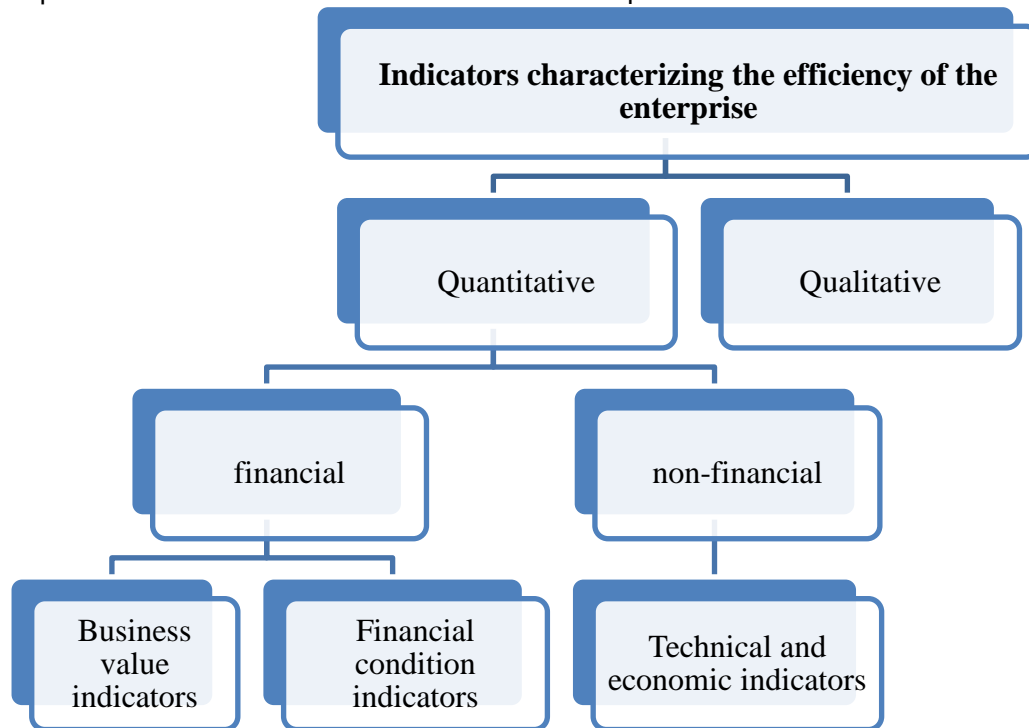 Indicators characterizing the efficiency of the
enterprise
Quantitative
Qualitative
financial
non-financial
Business
value
indicators
Financial
condition
indicators
Technical and
economic indicators